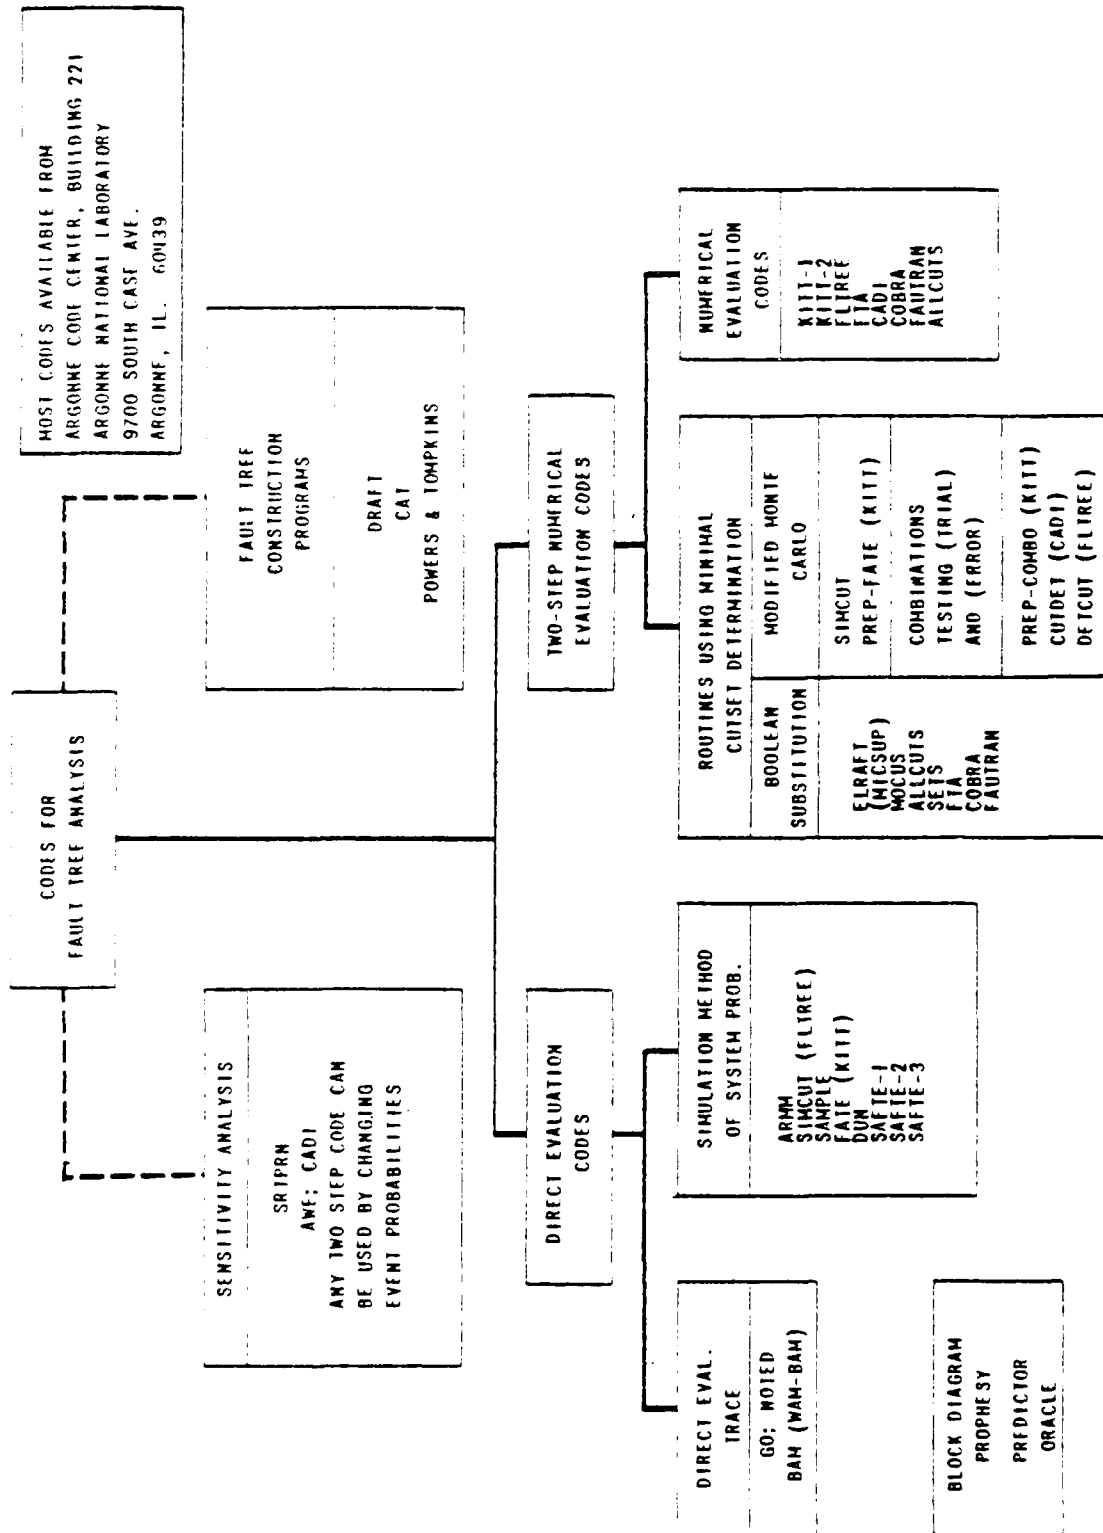 MOST CODES AVAILABLE FROM
ARGONNE CODE CENTER, BUILDING 221
ARGONNE NATIONAL LABORATORY
9700 SOUTH CASE AVE.
ARGONNE, IL. 60439
CODES FOR
FAULT TREE ANALYSIS
SENSITIVITY ANALYSIS
SRTPRN
AWE; CADI
ANY TWO STEP CODE CAN
BE USED BY CHANGING
EVENT PROBABILITIES
FAULT TREE
CONSTRUCTION
PROGRAMS
DRAFT
CAT
POWERS & TOMPKINS
DIRECT EVALUATION
CODES
TWO-STEP NUMERICAL
EVALUATION CODES
DIRECT EVAL.
TRACE
GO; NOTED
BAM (WAM-BAM)
SIMULATION METHOD
OF SYSTEM PROB.
ARMM
SIMCUT (FLTREE)
SAMPLE
FATE (KITT)
DUN
SAFTE-1
SAFTE-2
SAFTE-3
ROUTINES USING MINIMAL
CUTSET DETERMINATION
BOOLEAN
SUBSTITUTION
ELRAFT
(MICSUP)
MOCUS
ALLCUTS
SETS
FTA
COBRA
FAUTRAN
MODIFIED MONTE
CARLO
SIMCUT
PREP-FATE (KITT)
COMBINATIONS
TESTING (TRIAL)
AND (ERROR)
PREP-COMBO (KITT)
CUTDET (CADI)
DETCUT (FLTREE)
NUMERICAL
EVALUATION
CODES
KITT-1
KITT-2
FLTREE
FTA
CADI
COBRA
FAUTRAN
ALLCUTS
BLOCK DIAGRAM
PROPHESY
PREDICTOR
ORACLE